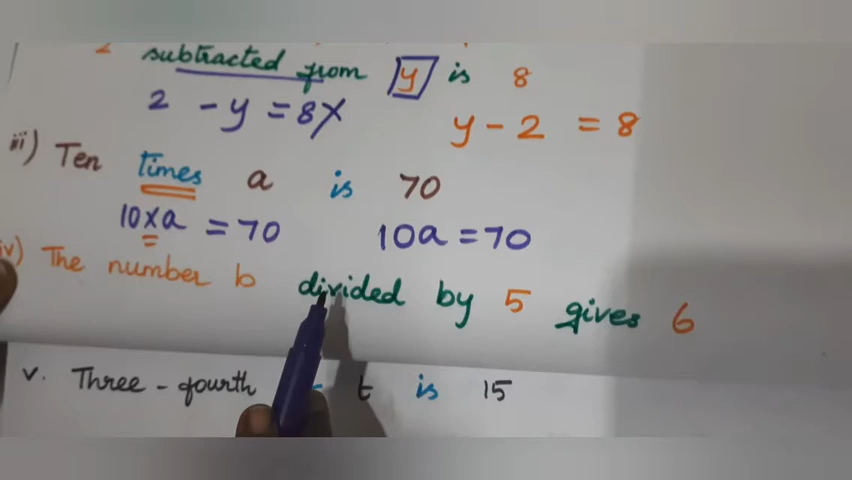 subtracted from y is 8
2 - y = 8 X y - 2 = 8
iii) Ten times a is 70
10 x a = 70 10a = 70
iv) The number b divided by 5 gives 6
v. Three - fourth t is 15